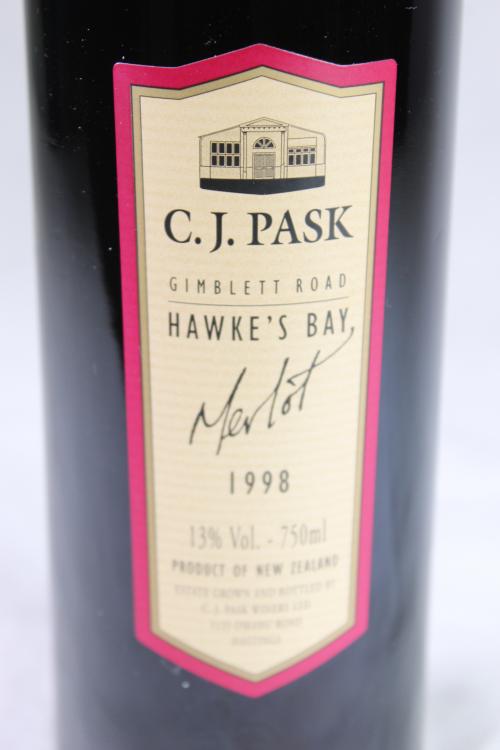 C. J. PASK
GIMBLETT ROAD
HAWKE'S BAY
Merlot
1998
13% Vol. - 750ml
PRODUCT OF NEW ZEALAND
ESTATE GROWN AND BOTTLED BY
C. J. PASK WINERY LTD
ROAD
HASTINGS